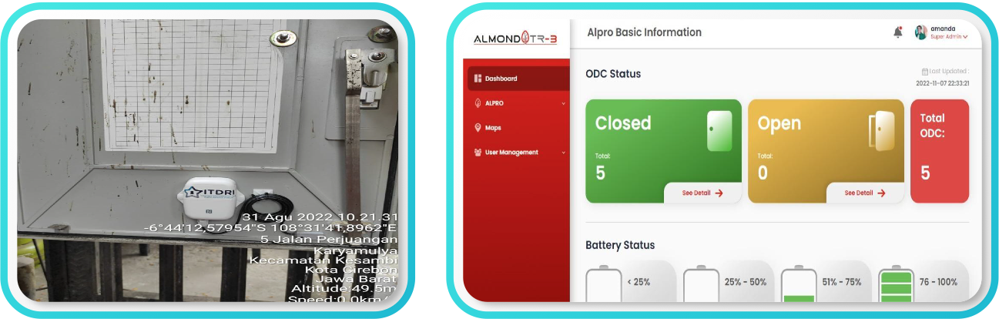 ITDRI
31 Agu 2022 10.21.31
-6°44'12,57954"S 108°31'41,8962"E
5 Jalan Perjuangan
Karyamulya
Kecamatan Kesambi
Kota Cirebon
Jawa Barat
Altitude:49.5m
Speed:0.0km/
ALMOND TR-3
Dashboard
ALPRO
Maps
User Management
Alpro Basic Information
amanda
Super Admin
ODC Status
Last Updated :
2022-11-07 22:33:21
Closed
Total:
5
See Detail
Open
Total:
0
See Detail
Total
ODC:
5
Battery Status
< 25%
25% - 50%
51% - 75%
76 - 100%